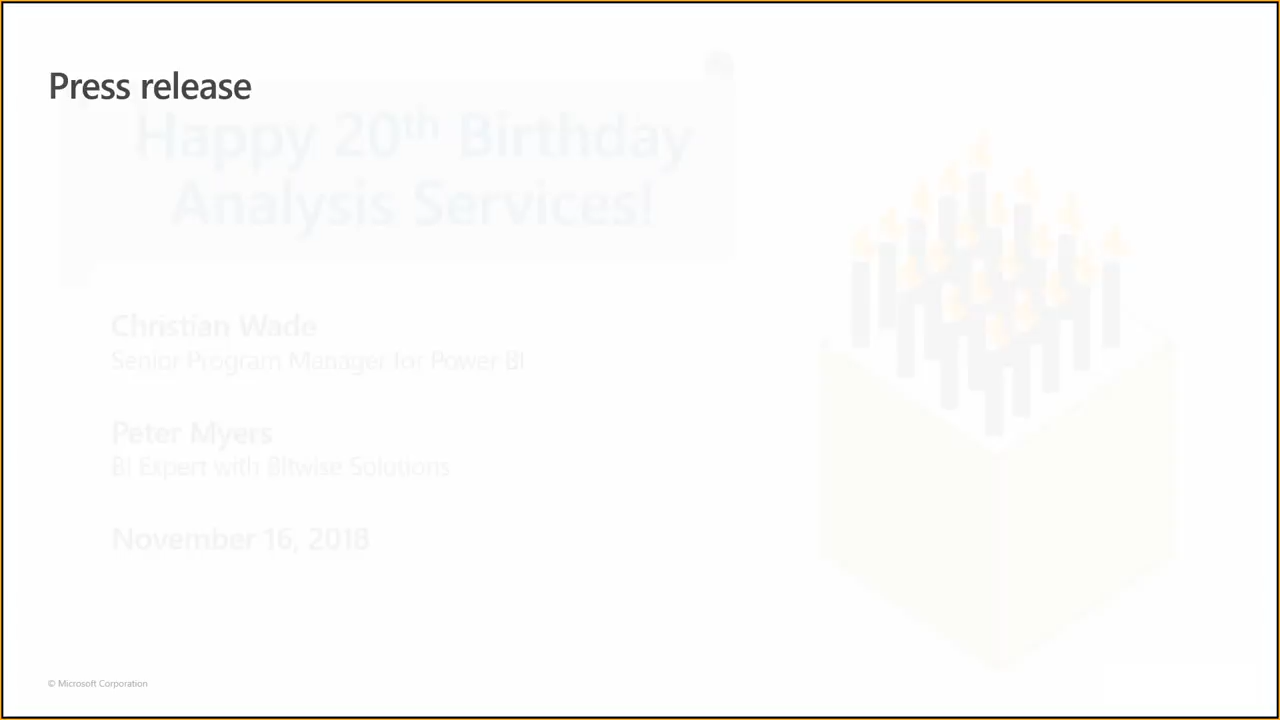 Press release
Happy 20th Birthday
Analysis Services!
Christian Wade
Senior Program Manager for Power BI
Peter Myers
BI Expert with Bitwise Solutions
November 16, 2018
© Microsoft Corporation